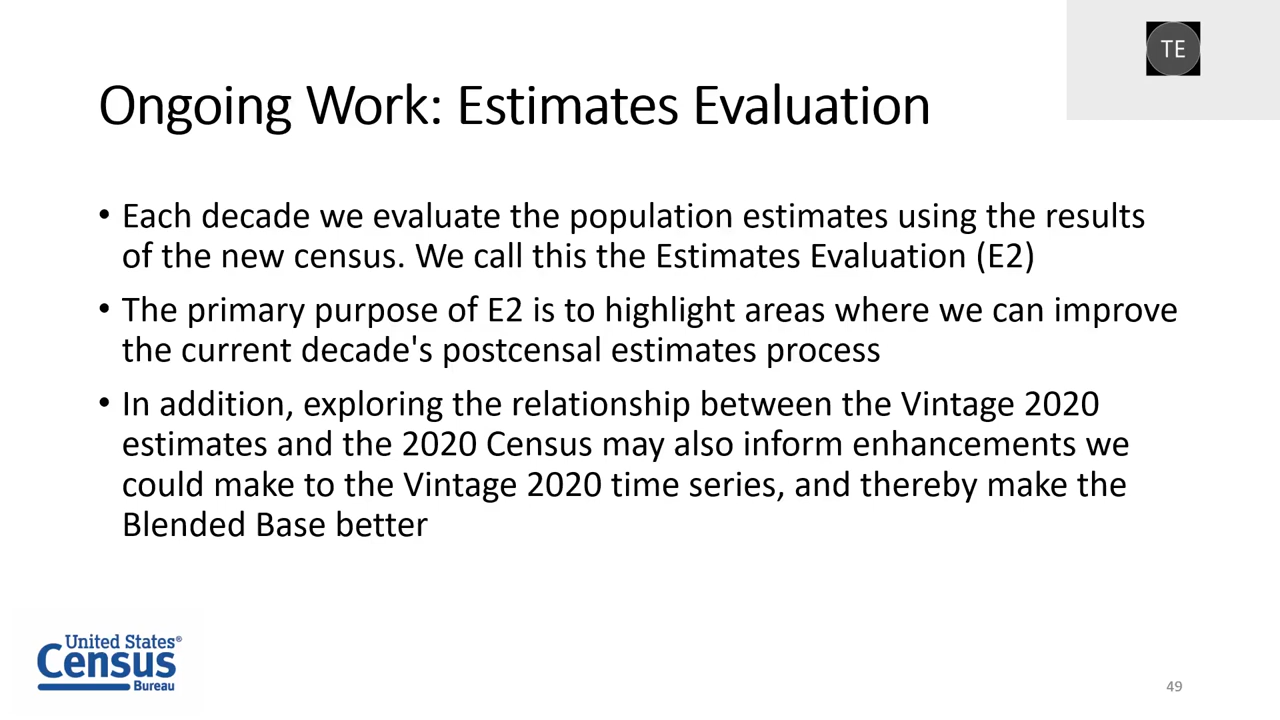 TE
Ongoing Work: Estimates Evaluation
• Each decade we evaluate the population estimates using the results
of the new census. We call this the Estimates Evaluation (E2)
• The primary purpose of E2 is to highlight areas where we can improve
the current decade's postcensal estimates process
• In addition, exploring the relationship between the Vintage 2020
estimates and the 2020 Census may also inform enhancements we
could make to the Vintage 2020 time series, and thereby make the
Blended Base better
United States®
Census
Bureau
49